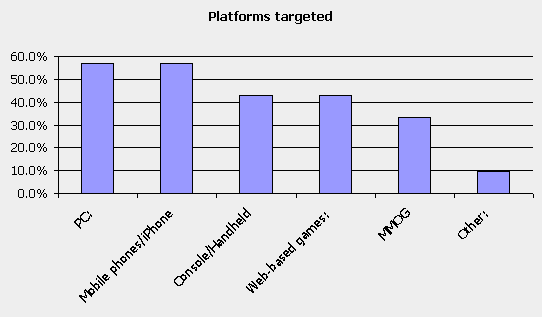 Platforms targeted
60.0%
50.0%
40.0%
30.0%
20.0%
10.0%
0.0%
PC:
Mobile phones/iPhone
Console/Handheld
Web-based games:
MMOG
Other: